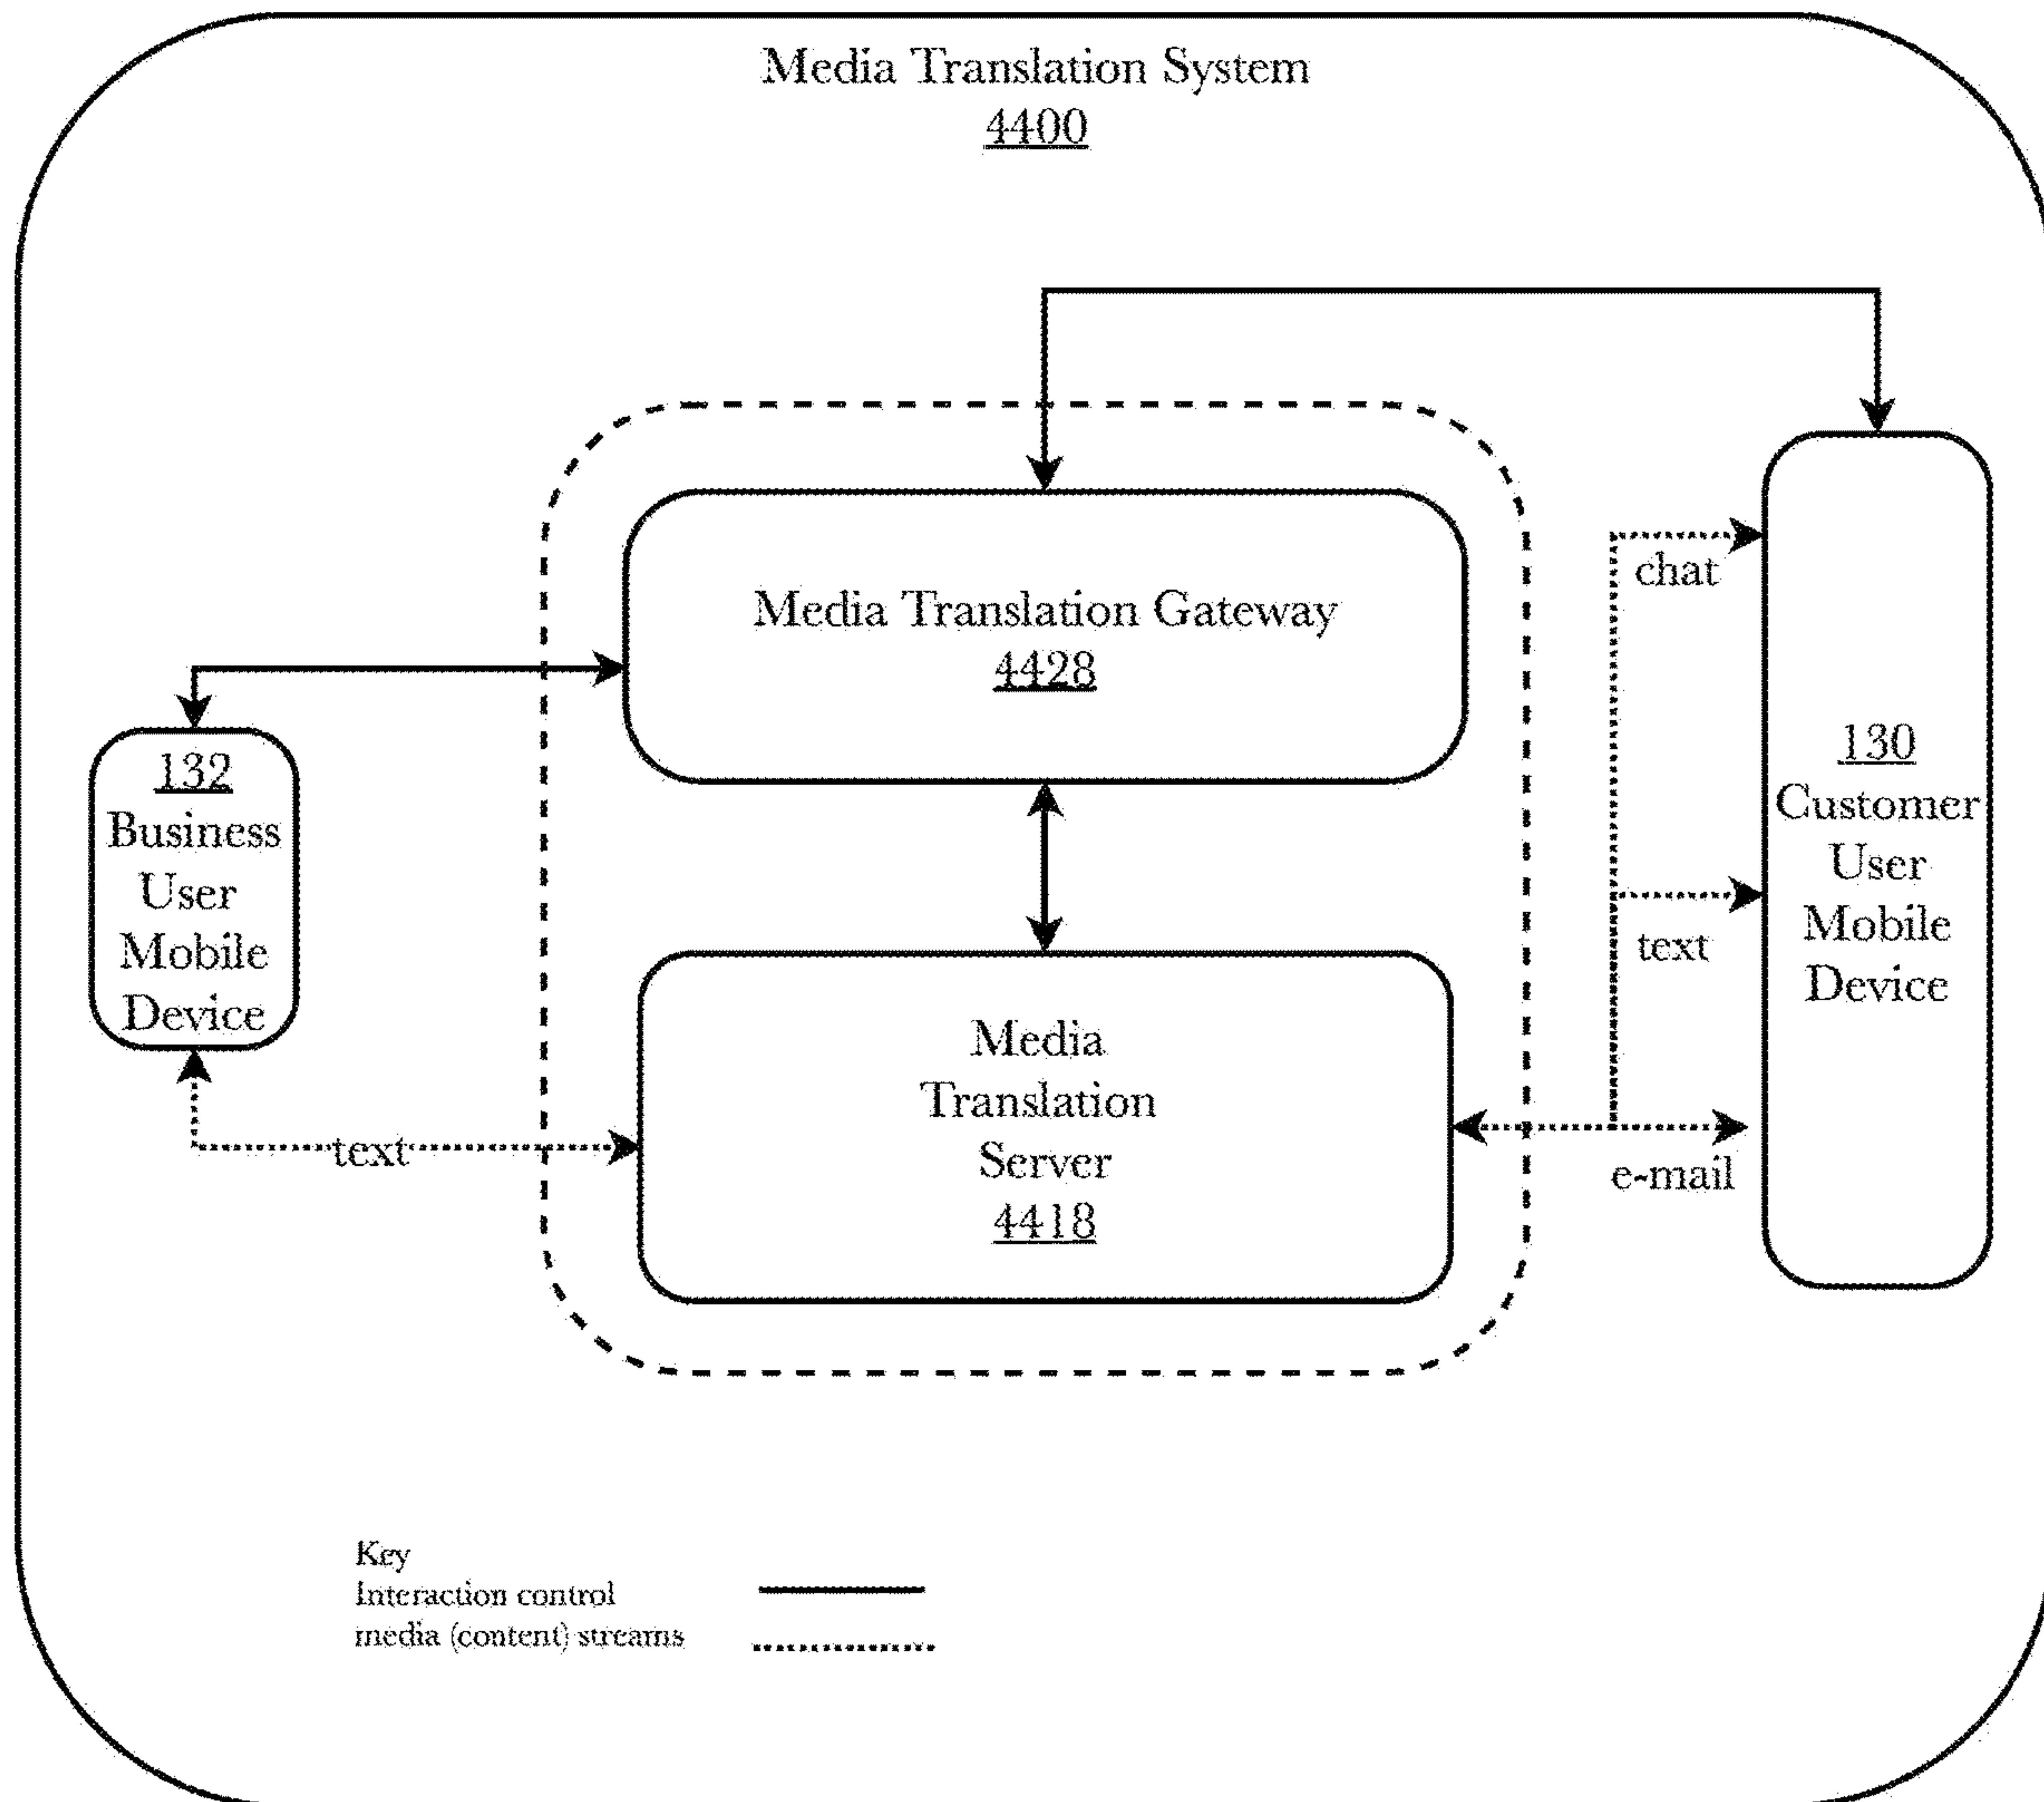 Media Translation System
4400
Media Translation Gateway
4428
132
Business
User
Mobile
Device
chat
130
Customer
User
Mobile
Device
text
Media
Translation
Server
4418
text
e-mail
Key
Interaction control
media (content) streams